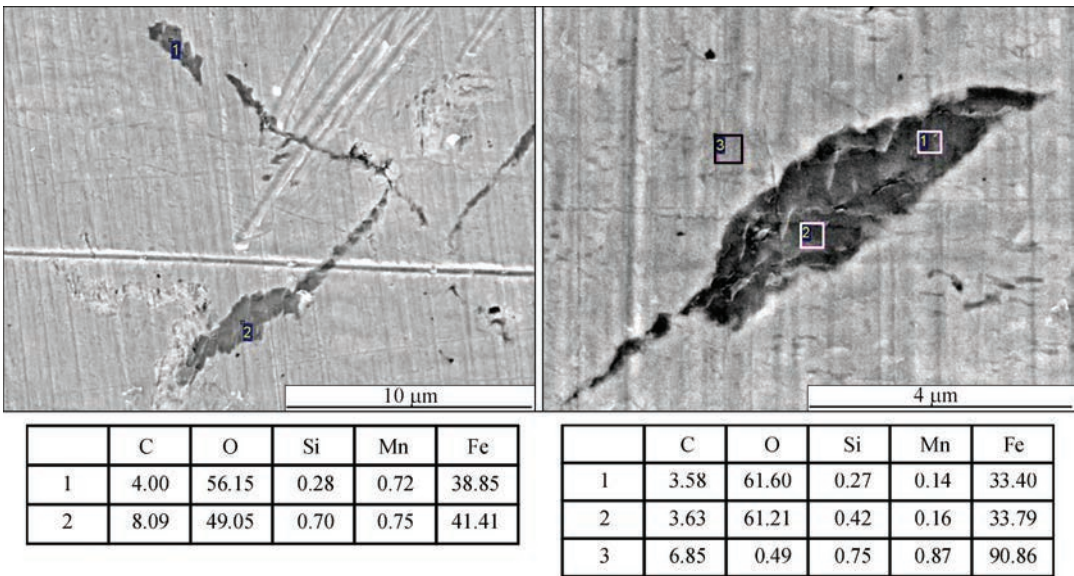 1
2
10 μm
3
1
2
4 μm
C O Si Mn Fe
1 4.00 56.15 0.28 0.72 38.85
2 8.09 49.05 0.70 0.75 41.41
C O Si Mn Fe
1 3.58 61.60 0.27 0.14 33.40
2 3.63 61.21 0.42 0.16 33.79
3 6.85 0.49 0.75 0.87 90.86